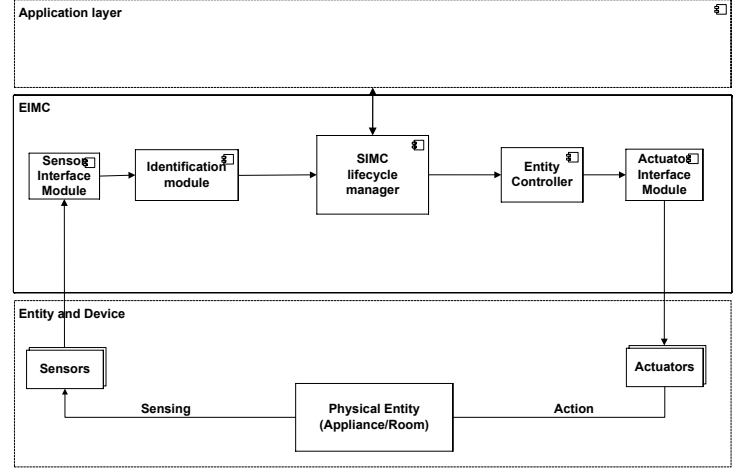 Application layer
EIMC
Sensor
Interface
Module
Identification
module
SIMC
lifecycle
manager
Entity
Controller
Actuator
Interface
Module
Entity and Device
Sensors
Actuators
Sensing
Physical Entity
(Appliance/Room)
Action